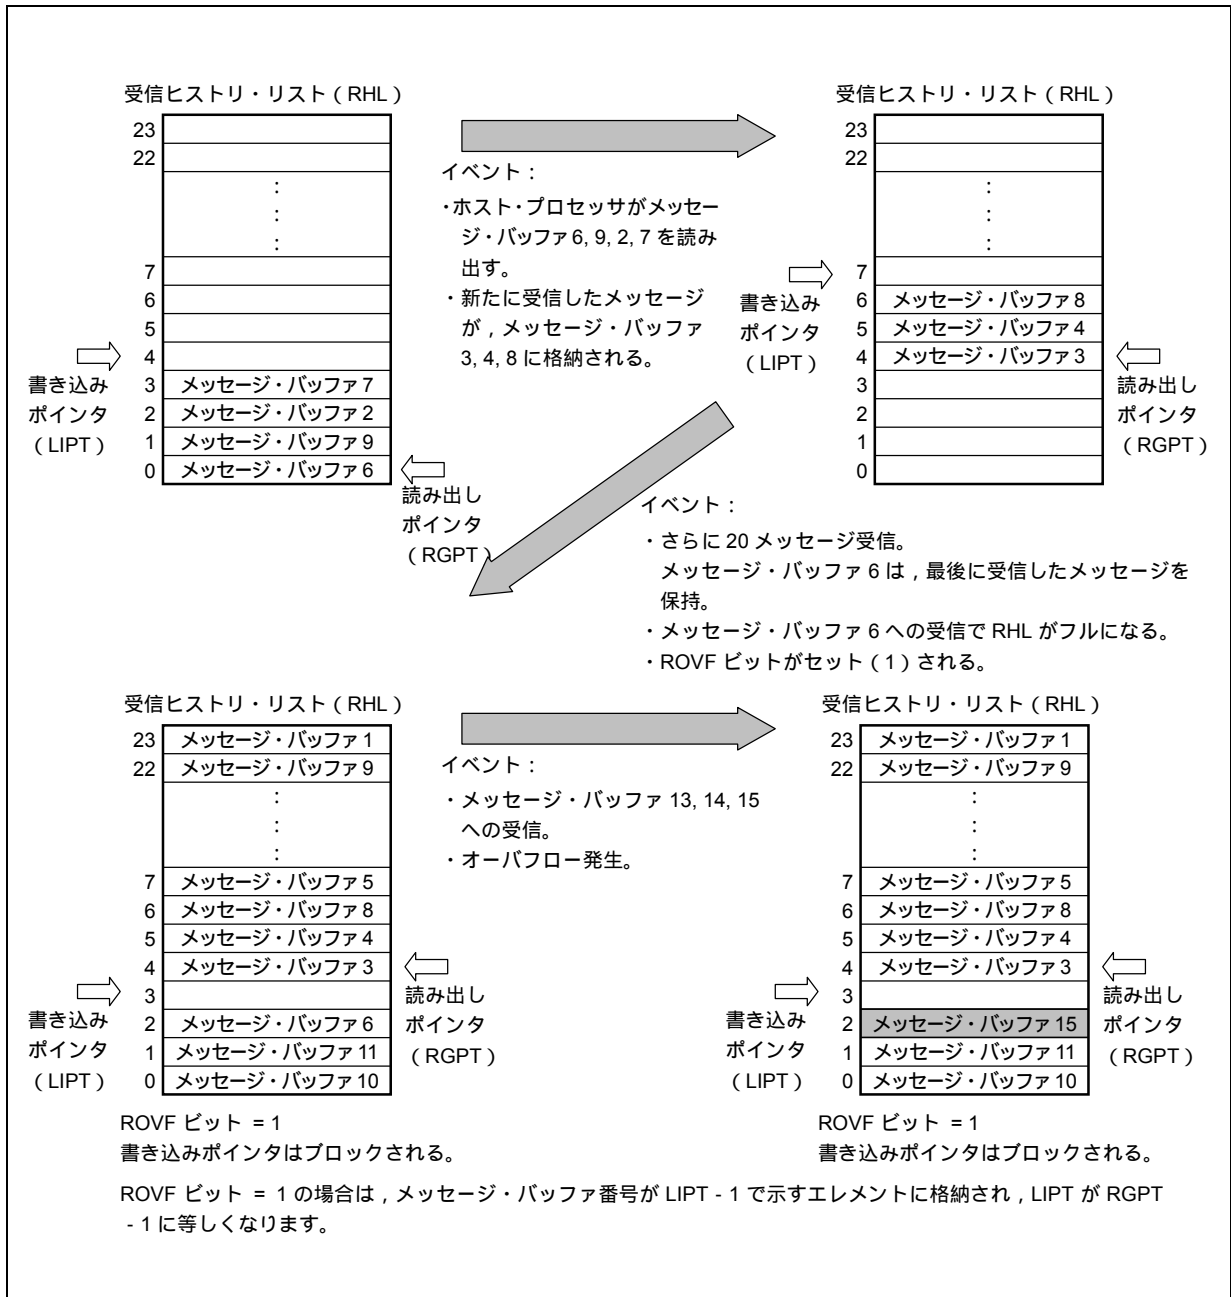 受信ヒストリ・リスト（RHL）
23
22
:
:
:
7
6
5
4
3 メッセージ・バッファ 7
2 メッセージ・バッファ 2
1 メッセージ・バッファ 9
0 メッセージ・バッファ 6
書き込み
ポインタ
（LIPT）
読み出し
ポインタ
（RGPT）
イベント：
・ホスト・プロセッサがメッセー
ジ・バッファ 6, 9, 2, 7 を読み
出す。
・新たに受信したメッセージ
が，メッセージ・バッファ
3, 4, 8 に格納される。
受信ヒストリ・リスト（RHL）
23
22
:
:
:
7
6 メッセージ・バッファ 8
5 メッセージ・バッファ 4
4 メッセージ・バッファ 3
3
2
1
0
書き込み
ポインタ
（LIPT）
読み出し
ポインタ
（RGPT）
イベント：
・さらに 20 メッセージ受信。
メッセージ・バッファ 6 は，最後に受信したメッセージを
保持。
・メッセージ・バッファ 6 への受信で RHL がフルになる。
・ROVF ビットがセット（1）される。
受信ヒストリ・リスト（RHL）
23 メッセージ・バッファ 1
22 メッセージ・バッファ 9
:
:
:
7 メッセージ・バッファ 5
6 メッセージ・バッファ 8
5 メッセージ・バッファ 4
4 メッセージ・バッファ 3
3
2 メッセージ・バッファ 6
1 メッセージ・バッファ 11
0 メッセージ・バッファ 10
書き込み
ポインタ
（LIPT）
読み出し
ポインタ
（RGPT）
ROVF ビット = 1
書き込みポインタはブロックされる。
イベント：
・メッセージ・バッファ 13, 14, 15
への受信。
・オーバフロー発生。
受信ヒストリ・リスト（RHL）
23 メッセージ・バッファ 1
22 メッセージ・バッファ 9
:
:
:
7 メッセージ・バッファ 5
6 メッセージ・バッファ 8
5 メッセージ・バッファ 4
4 メッセージ・バッファ 3
3
2 メッセージ・バッファ 15
1 メッセージ・バッファ 11
0 メッセージ・バッファ 10
書き込み
ポインタ
（LIPT）
読み出し
ポインタ
（RGPT）
ROVF ビット = 1
書き込みポインタはブロックされる。
ROVF ビット = 1 の場合は，メッセージ・バッファ番号が LIPT - 1 で示すエレメントに格納され，LIPT が RGPT
- 1 に等しくなります。